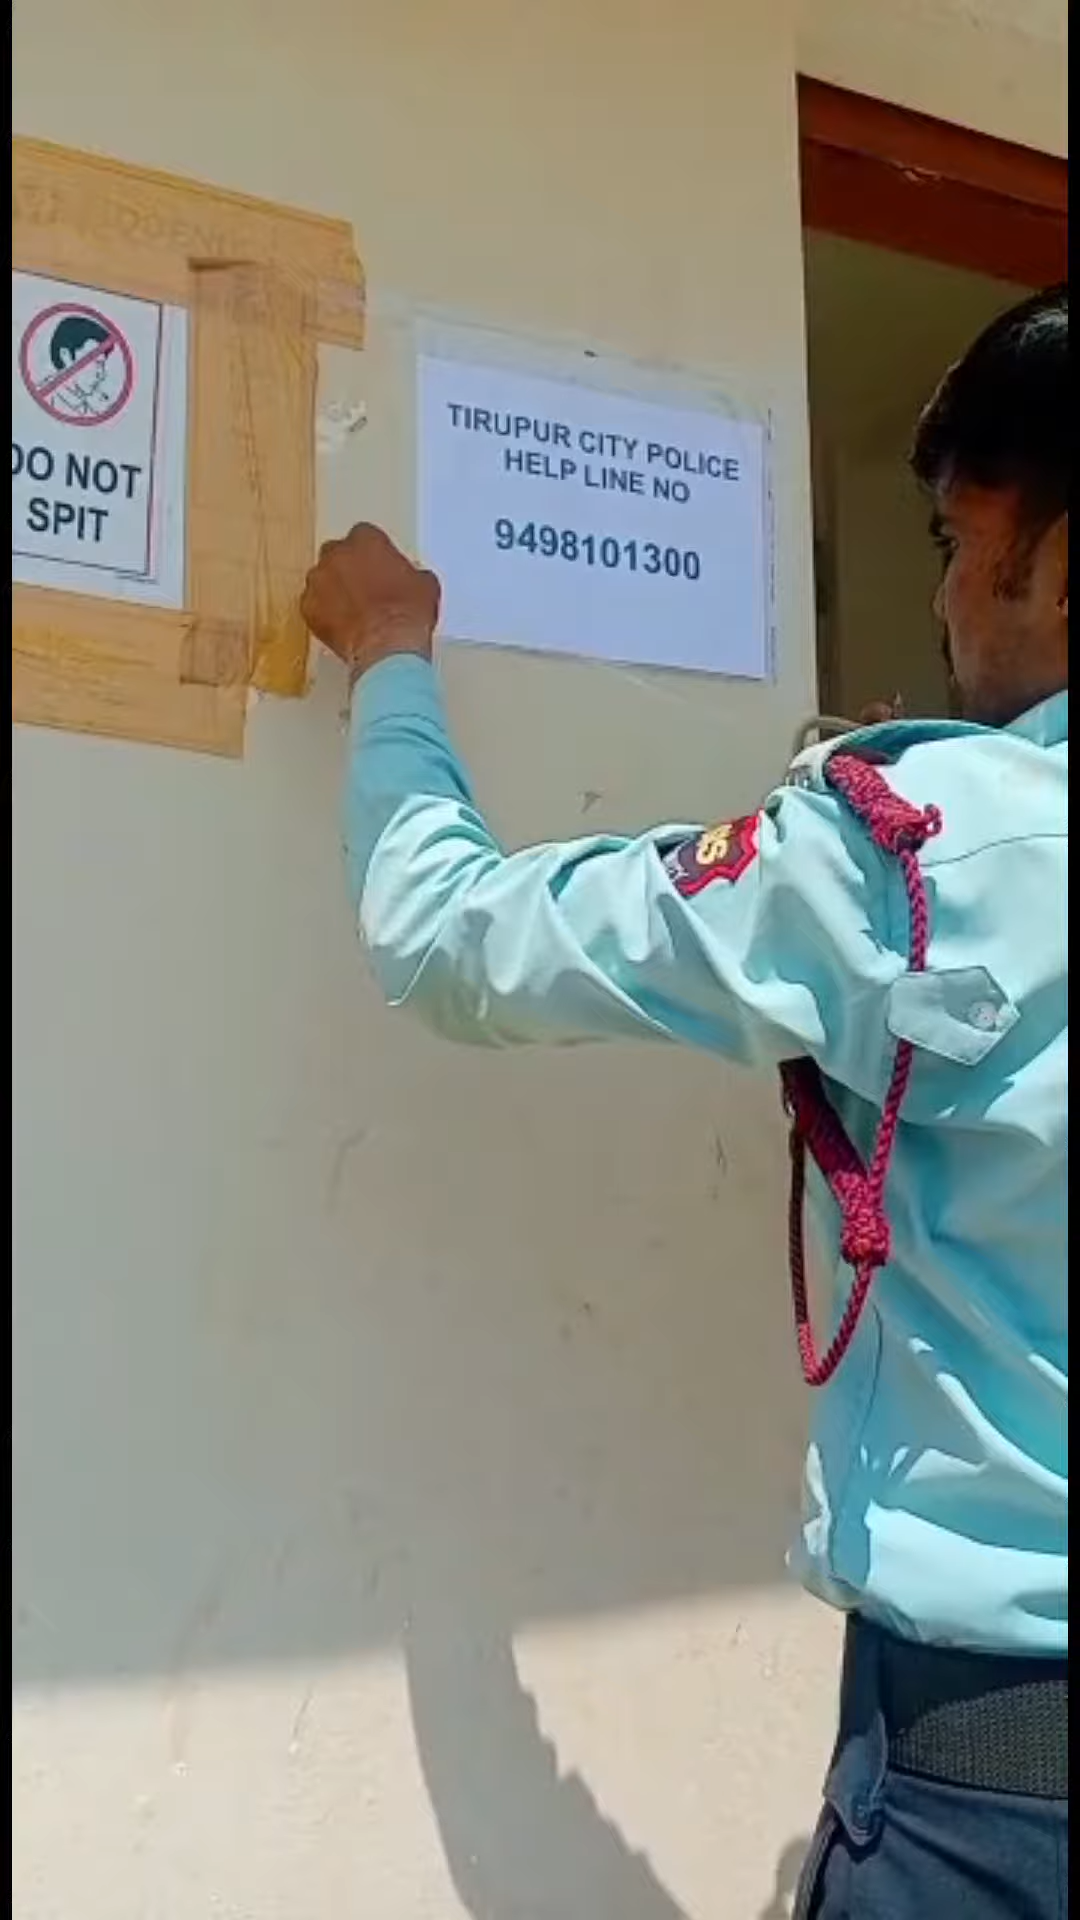 DO NOT
SPIT
TIRUPUR CITY POLICE
HELP LINE NO
9498101300